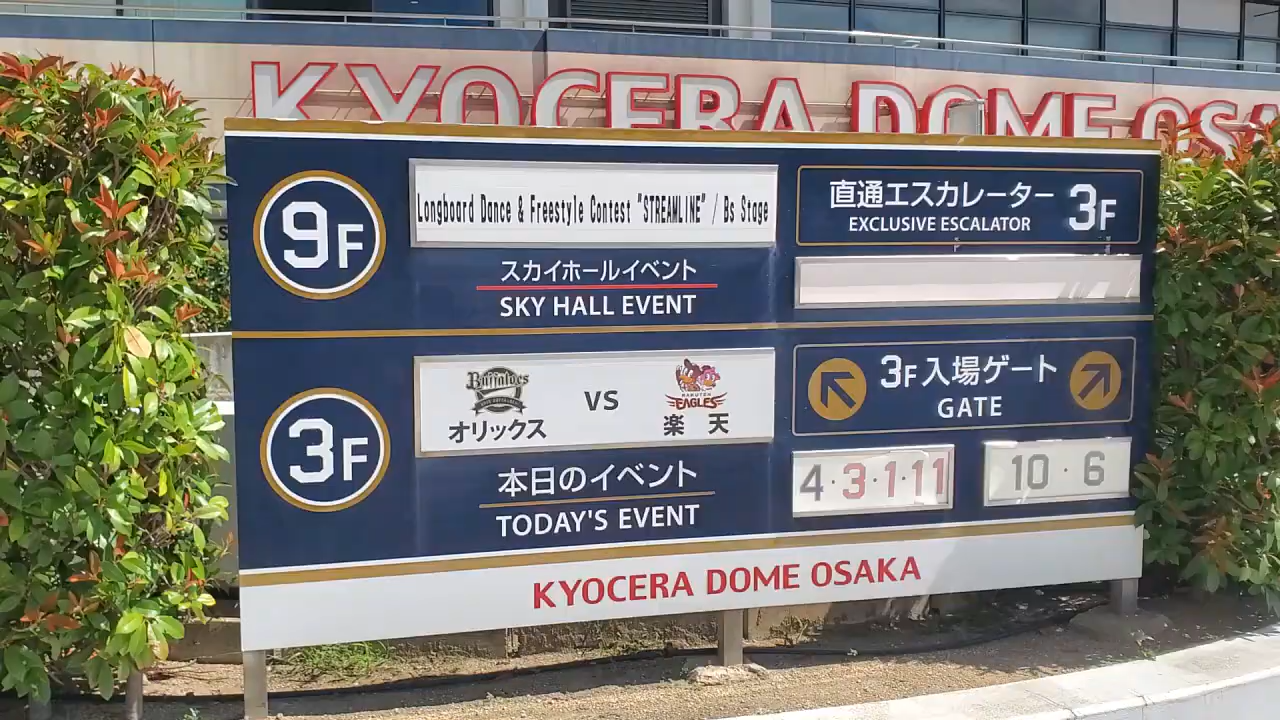 KYOCERA DOME OSA
9F
Longboard Dance & Freestyle Contest "STREAMLINE" / Bs Stage
スカイホールイベント
SKY HALL EVENT
直通エスカレーター 3F
EXCLUSIVE ESCALATOR
3F
Buffaloes
オリックス
VS
RAKUTEN
EAGLES
楽 天
本日のイベント
TODAY'S EVENT
3F入場ゲート
GATE
4・3・1・11
10・6
KYOCERA DOME OSAKA